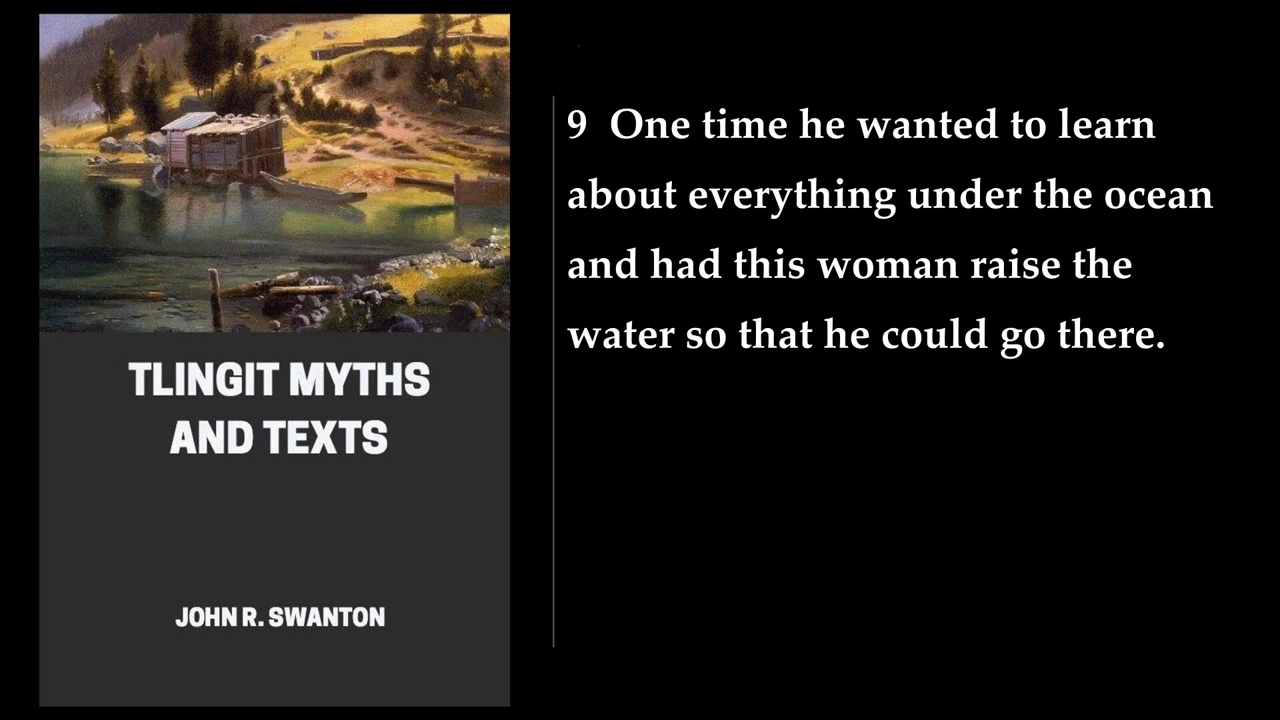 TLINGIT MYTHS
AND TEXTS
JOHN R. SWANTON
9 One time he wanted to learn
about everything under the ocean
and had this woman raise the
water so that he could go there.